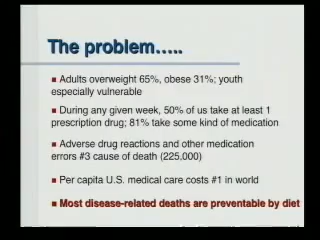 The problem…..
Adults overweight 65%, obese 31%; youth
especially vulnerable
During any given week, 50% of us take at least 1
prescription drug; 81% take some kind of medication
Adverse drug reactions and other medication
errors #3 cause of death (225,000)
Per capita U.S. medical care costs #1 in world
Most disease-related deaths are preventable by diet